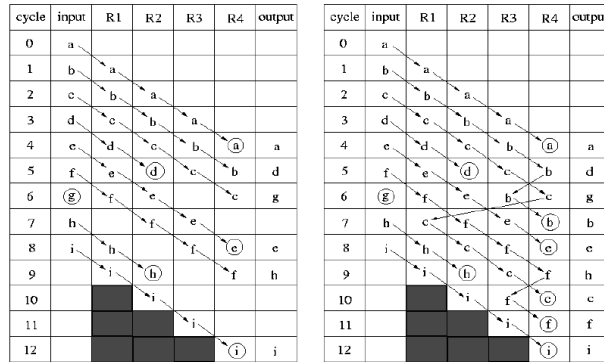 cycle input R1 R2 R3 R4 output
0 a
1 b a
2 c b a
3 d c b a
4 e d c b a a
5 f e d c b d
6 g f e c g
7 h f e
8 i h f e e
9 i h f h
10 i
11 i
12 i i
cycle input R1 R2 R3 R4 output
0 a
1 b a
2 c b a
3 d c b a
4 e d c b a a
5 f e d c b d
6 g f e b c g
7 h c f e b b
8 i h c f e e
9 i h c f h
10 i f c c
11 i f f
12 i i